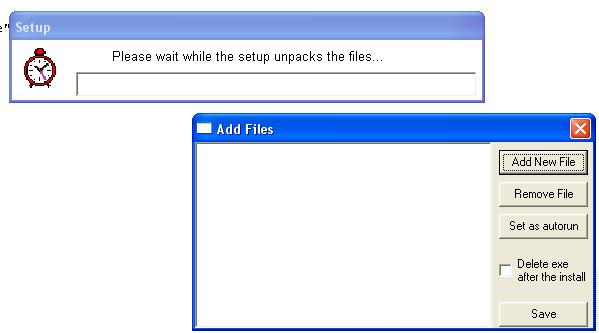 e"
Setup
Please wait while the setup unpacks the files...
Add Files
Add New File
Remove File
Set as autorun
Delete exe
after the install
Save